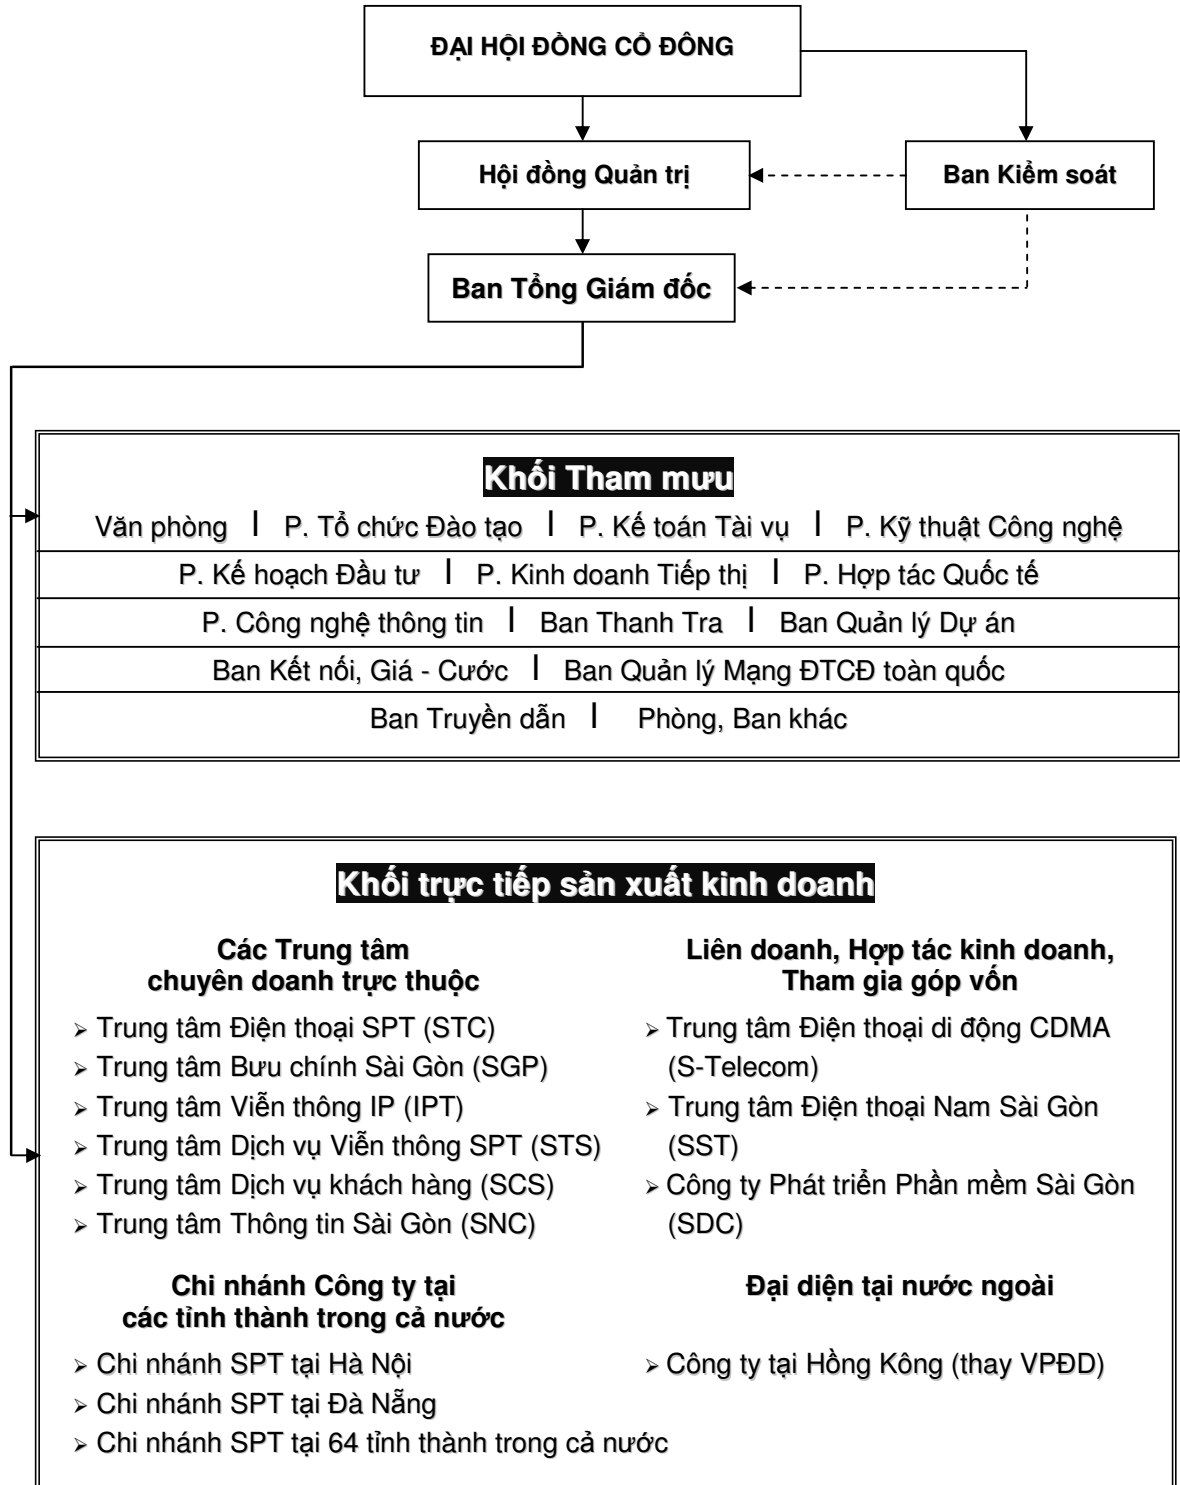 ĐẠI HỘI ĐỒNG CỔ ĐÔNG
Hội đồng Quản trị
Ban Kiểm soát
Ban Tổng Giám đốc
Khối Tham mưu
Văn phòng | P. Tổ chức Đào tạo | P. Kế toán Tài vụ | P. Kỹ thuật Công nghệ
P. Kế hoạch Đầu tư | P. Kinh doanh Tiếp thị | P. Hợp tác Quốc tế
P. Công nghệ thông tin | Ban Thanh Tra | Ban Quản lý Dự án
Ban Kết nối, Giá - Cước | Ban Quản lý Mạng ĐTCĐ toàn quốc
Ban Truyền dẫn | Phòng, Ban khác
Khối trực tiếp sản xuất kinh doanh
Các Trung tâm
chuyên doanh trực thuộc
➢ Trung tâm Điện thoại SPT (STC)
➢ Trung tâm Bưu chính Sài Gòn (SGP)
➢ Trung tâm Viễn thông IP (IPT)
➢ Trung tâm Dịch vụ Viễn thông SPT (STS)
➢ Trung tâm Dịch vụ khách hàng (SCS)
➢ Trung tâm Thông tin Sài Gòn (SNC)
Liên doanh, Hợp tác kinh doanh,
Tham gia góp vốn
➢ Trung tâm Điện thoại di động CDMA
(S-Telecom)
➢ Trung tâm Điện thoại Nam Sài Gòn
(SST)
➢ Công ty Phát triển Phần mềm Sài Gòn
(SDC)
Chi nhánh Công ty tại
các tỉnh thành trong cả nước
➢ Chi nhánh SPT tại Hà Nội
➢ Chi nhánh SPT tại Đà Nẵng
➢ Chi nhánh SPT tại 64 tỉnh thành trong cả nước
Đại diện tại nước ngoài
➢ Công ty tại Hồng Kông (thay VPĐD)